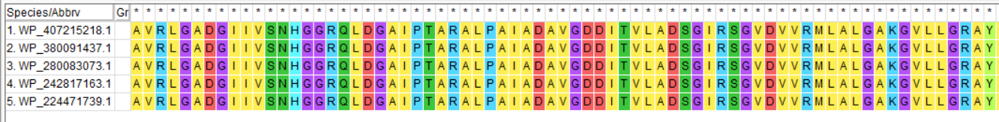 Species/Abbrv Gr * * * * * * * * * * * * * * * * * * * * * * * * * * * * * * * * * * * * * * * * * * * * * * * * * * * * * * * * * * * * * * * * * * * * * * *
1. WP_407215218.1 A V R L G A D G I I V S N H G G R Q L D G A I P T A R A L P A I A D A V G D D I T V L A D S G I R S G V D V V R M L A L G A K G V L L G R A Y
2. WP_380091437.1 A V R L G A D G I I V S N H G G R Q L D G A I P T A R A L P A I A D A V G D D I T V L A D S G I R S G V D V V R M L A L G A K G V L L G R A Y
3. WP_280083073.1 A V R L G A D G I I V S N H G G R Q L D G A I P T A R A L P A I A D A V G D D I T V L A D S G I R S G V D V V R M L A L G A K G V L L G R A Y
4. WP_242817163.1 A V R L G A D G I I V S N H G G R Q L D G A I P T A R A L P A I A D A V G D D I T V L A D S G I R S G V D V V R M L A L G A K G V L L G R A Y
5. WP_224471739.1 A V R L G A D G I I V S N H G G R Q L D G A I P T A R A L P A I A D A V G D D I T V L A D S G I R S G V D V V R M L A L G A K G V L L G R A Y